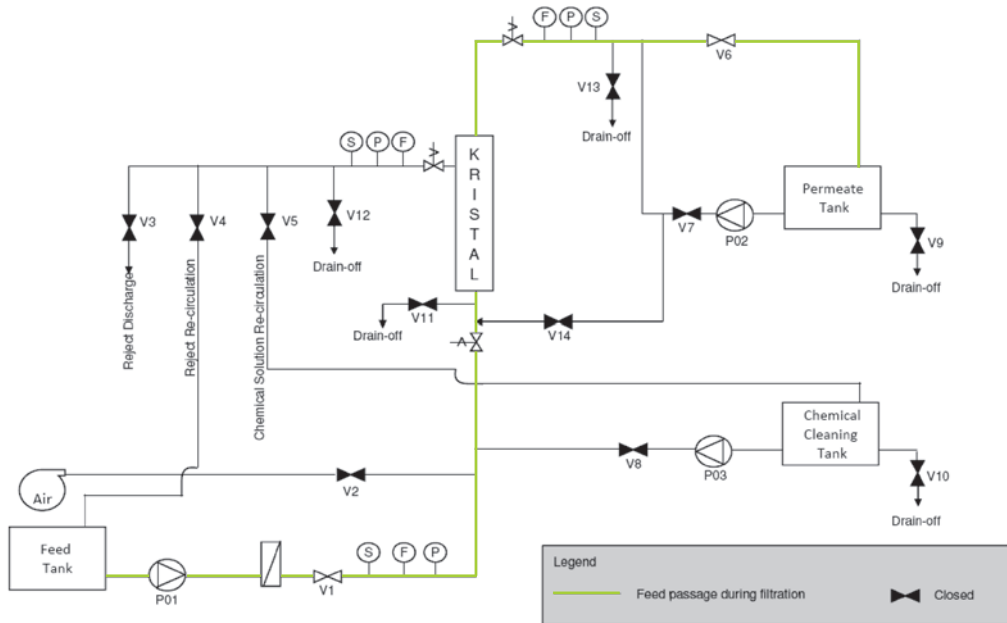 F P S
V6
V13
Drain-off
S P F
K
R
I
S
T
A
L
V3
V4
V5
V12
Drain-off
Permeate
Tank
V7
P02
V9
Drain-off
Reject Discharge
Reject Re-circulation
Chemical Solution Re-circulation
V11
Drain-off
V14
A
Chemical
Cleaning
Tank
V8
P03
V10
Drain-off
Air
V2
Feed
Tank
P01
V1
S F P
Legend
Feed passage during filtration
Closed